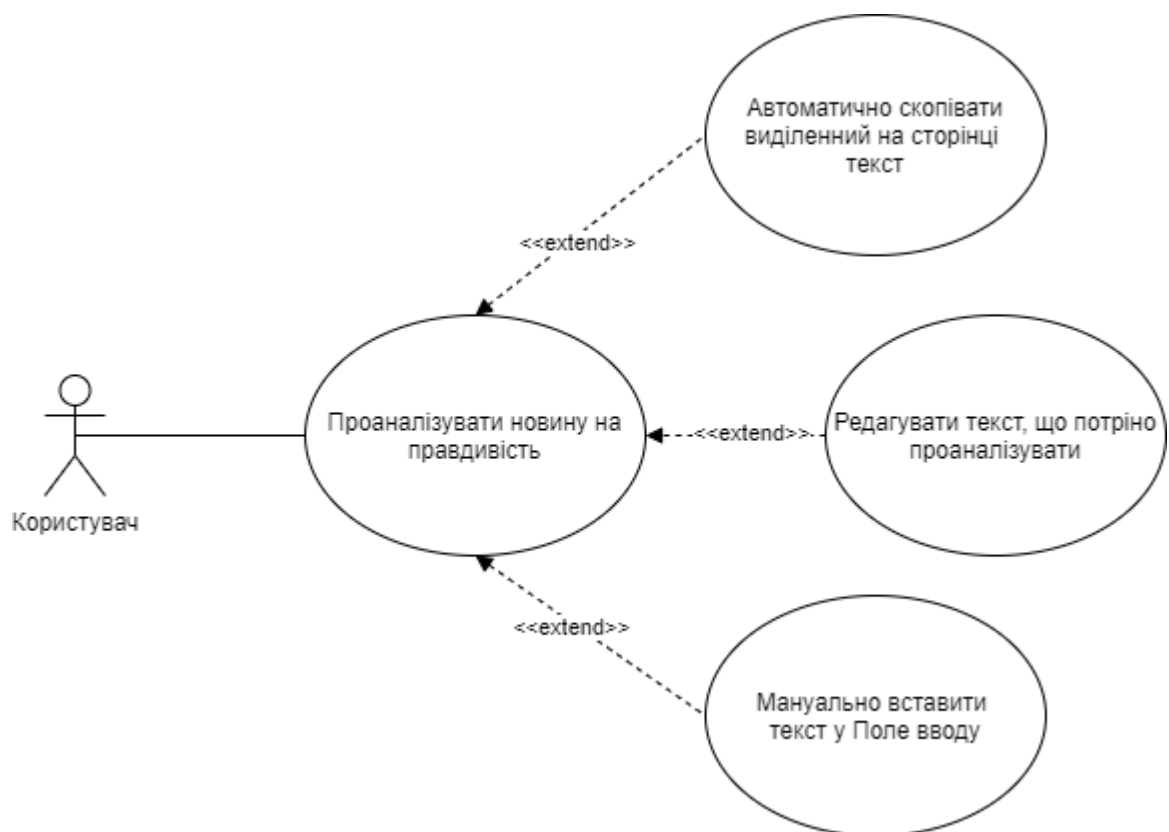 Автоматично скопівати
виділенний на сторінці
текст
<<extend>>
Проаналізувати новину на
правдивість
<<extend>>
Редагувати текст, що потріно
проаналізувати
Користувач
<<extend>>
Мануально вставити
текст у Поле вводу